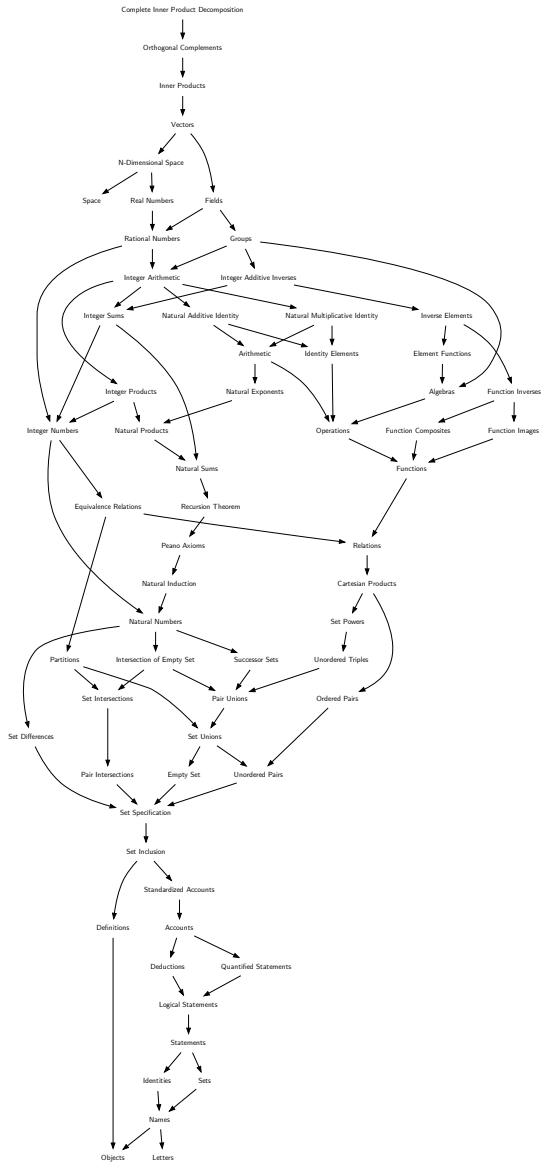 Complete Inner Product Decomposition
Orthogonal Complements
Inner Products
Vectors
N-Dimensional Space
Space
Real Numbers
Fields
Rational Numbers
Groups
Integer Arithmetic
Integer Additive Inverses
Integer Sums
Natural Additive Identity
Natural Multiplicative Identity
Inverse Elements
Arithmetic
Identity Elements
Element Functions
Integer Products
Natural Exponents
Algebras
Function Inverses
Integer Numbers
Natural Products
Operations
Function Composites
Function Images
Natural Sums
Functions
Equivalence Relations
Recursion Theorem
Peano Axioms
Relations
Natural Induction
Cartesian Products
Natural Numbers
Set Powers
Partitions
Intersection of Empty Set
Successor Sets
Unordered Triples
Set Intersections
Pair Unions
Ordered Pairs
Set Differences
Set Unions
Pair Intersections
Empty Set
Unordered Pairs
Set Specification
Set Inclusion
Standardized Accounts
Definitions
Accounts
Deductions
Quantified Statements
Logical Statements
Statements
Identities
Sets
Names
Objects
Letters